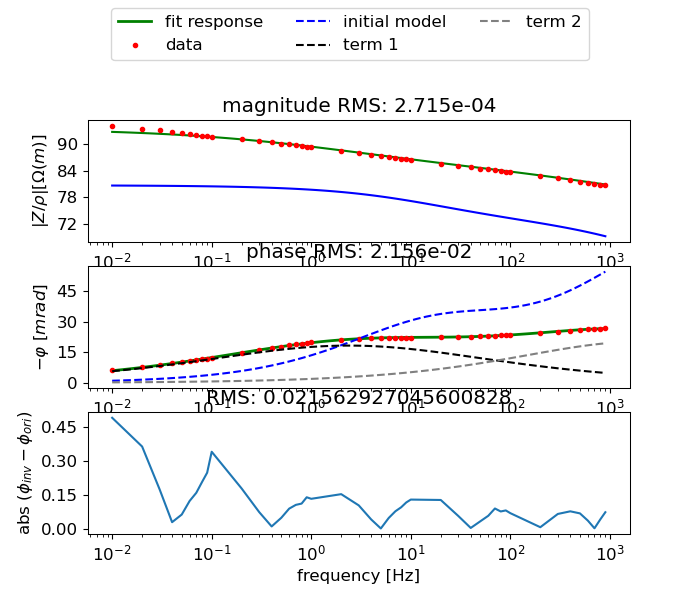 fit response initial model term 2
data term 1
magnitude RMS: 2.715e-04
|Z/ρ|[Ω(m)]
90
84
78
72
10⁻² 10⁻¹ 10⁰ 10¹ 10² 10³
phase RMS: 2.156e-02
−φ [mrad]
45
30
15
0
10⁻² 10⁻¹ 10⁰ 10¹ 10² 10³
RMS: 0.021562927045600828
abs (ϕ_inv − ϕ_ori)
0.45
0.30
0.15
0.00
10⁻² 10⁻¹ 10⁰ 10¹ 10² 10³
frequency [Hz]